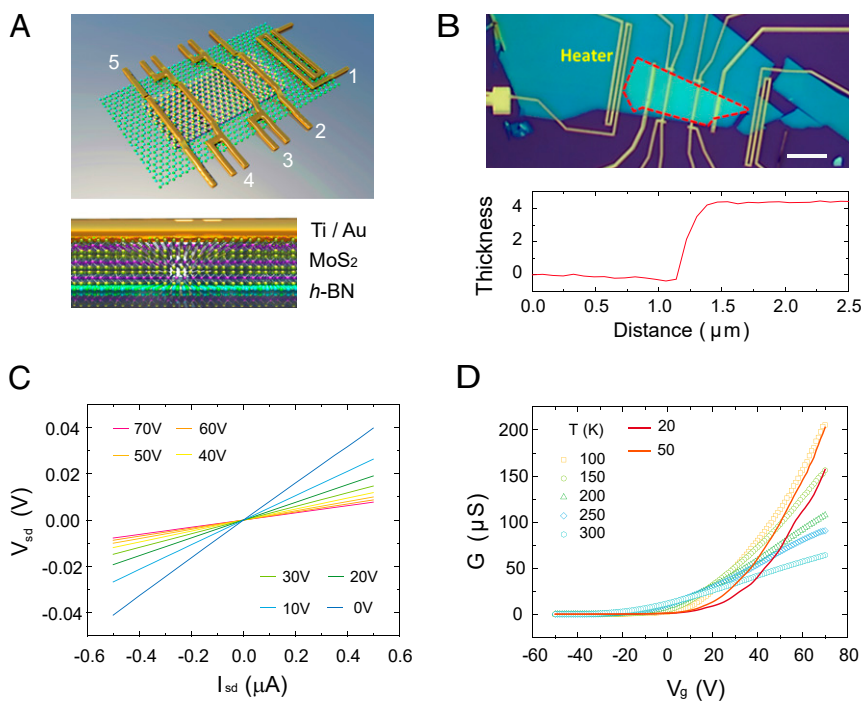 A
5
1
2
3
4
Ti / Au
MoS2
h-BN
B
Heater
Thickness
4
2
0
0.0 0.5 1.0 1.5 2.0 2.5
Distance ( μm)
C
Vsd (V)
0.04
0.02
0.00
-0.02
-0.04
70V 60V
50V 40V
30V 20V
10V 0V
-0.6 -0.4 -0.2 0.0 0.2 0.4 0.6
Isd (μA)
D
G (μS)
200
150
100
50
0
T (K)
100
150
200
250
300
20
50
-60 -40 -20 0 20 40 60 80
Vg (V)